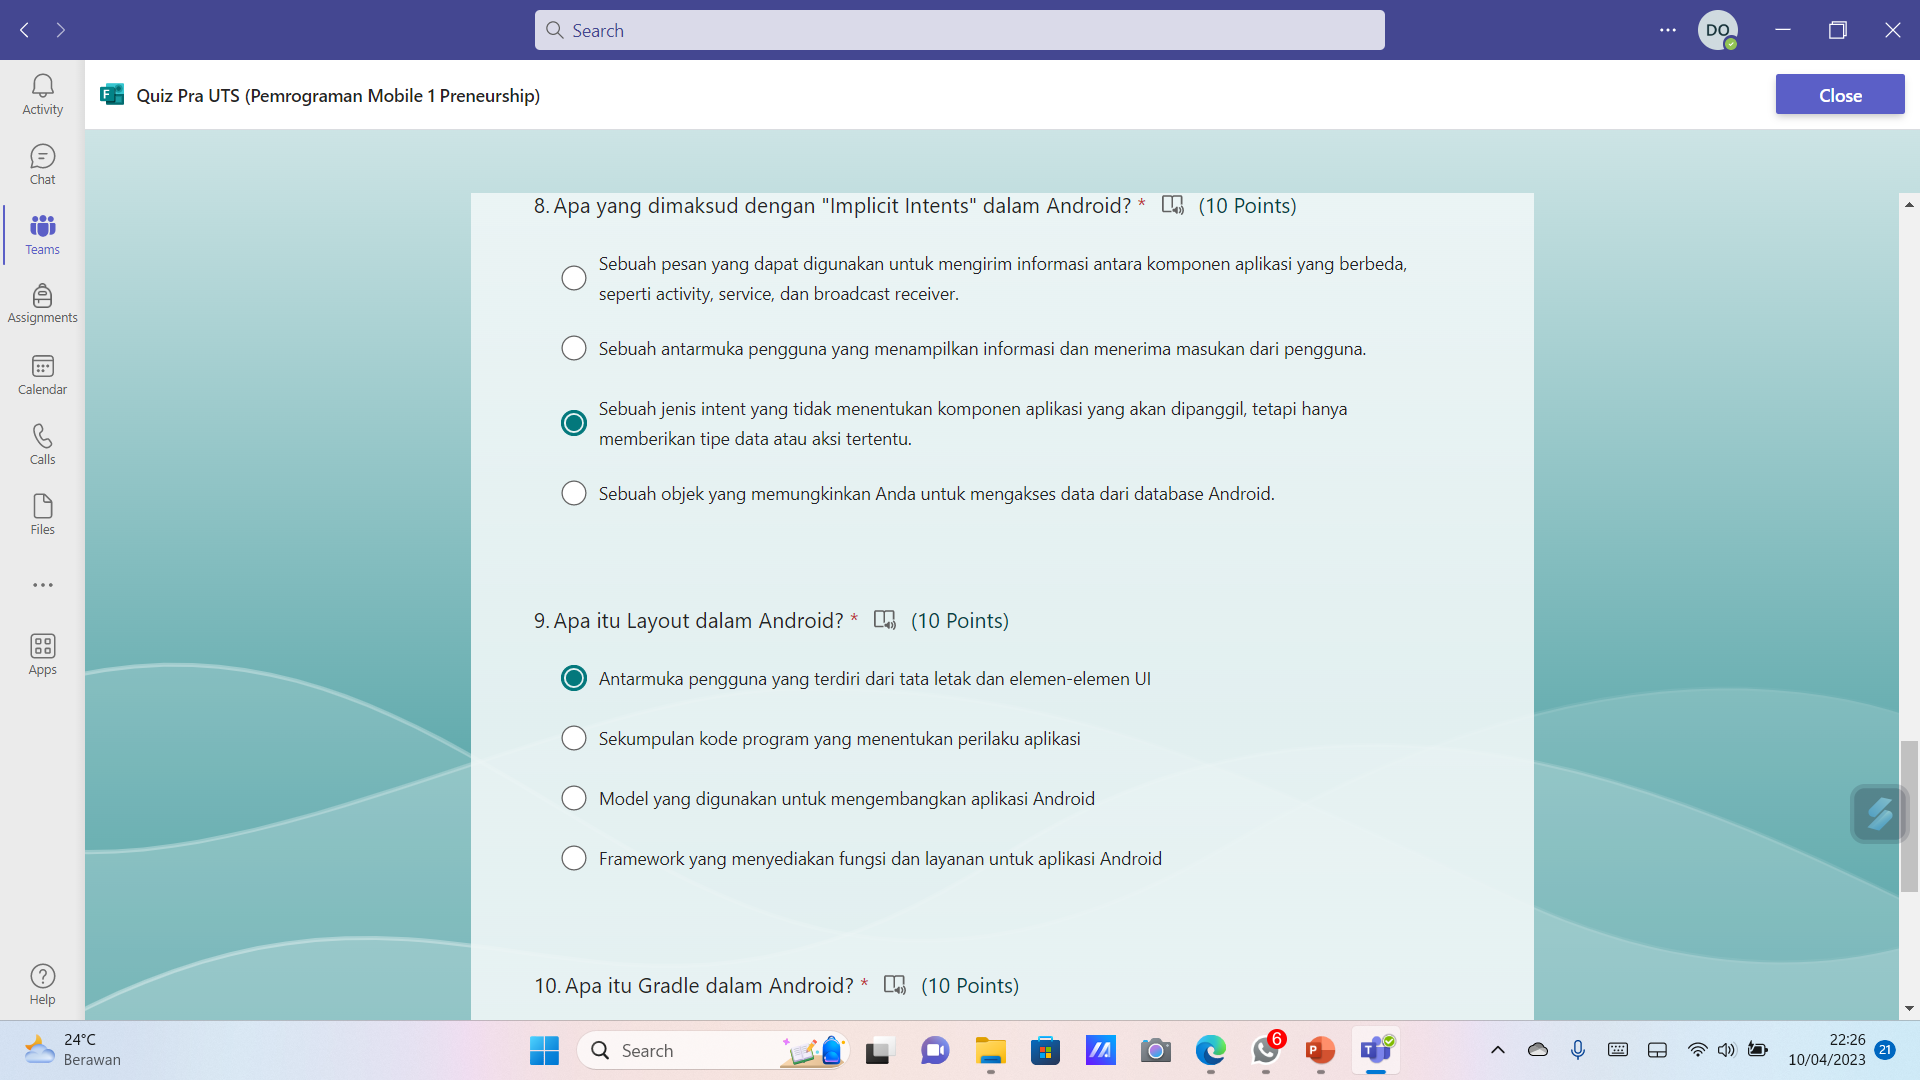 Search
DO
Activity
Chat
Teams
Assignments
Calendar
Calls
Files
Apps
Help
Quiz Pra UTS (Pemrograman Mobile 1 Preneurship)
Close
8. Apa yang dimaksud dengan "Implicit Intents" dalam Android? * (10 Points)
Sebuah pesan yang dapat digunakan untuk mengirim informasi antara komponen aplikasi yang berbeda,
seperti activity, service, dan broadcast receiver.
Sebuah antarmuka pengguna yang menampilkan informasi dan menerima masukan dari pengguna.
Sebuah jenis intent yang tidak menentukan komponen aplikasi yang akan dipanggil, tetapi hanya
memberikan tipe data atau aksi tertentu.
Sebuah objek yang memungkinkan Anda untuk mengakses data dari database Android.
9. Apa itu Layout dalam Android? * (10 Points)
Antarmuka pengguna yang terdiri dari tata letak dan elemen-elemen UI
Sekumpulan kode program yang menentukan perilaku aplikasi
Model yang digunakan untuk mengembangkan aplikasi Android
Framework yang menyediakan fungsi dan layanan untuk aplikasi Android
10. Apa itu Gradle dalam Android? * (10 Points)
24°C
Berawan
Search
6
22:26
10/04/2023
21